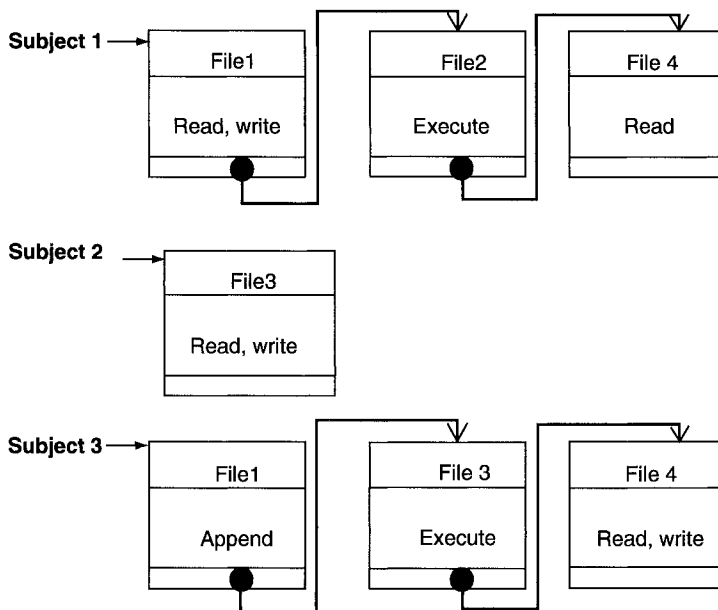 Subject 1
File1
File2
File 4
Read, write
Execute
Read
Subject 2
File3
Read, write
Subject 3
File1
File 3
File 4
Append
Execute
Read, write